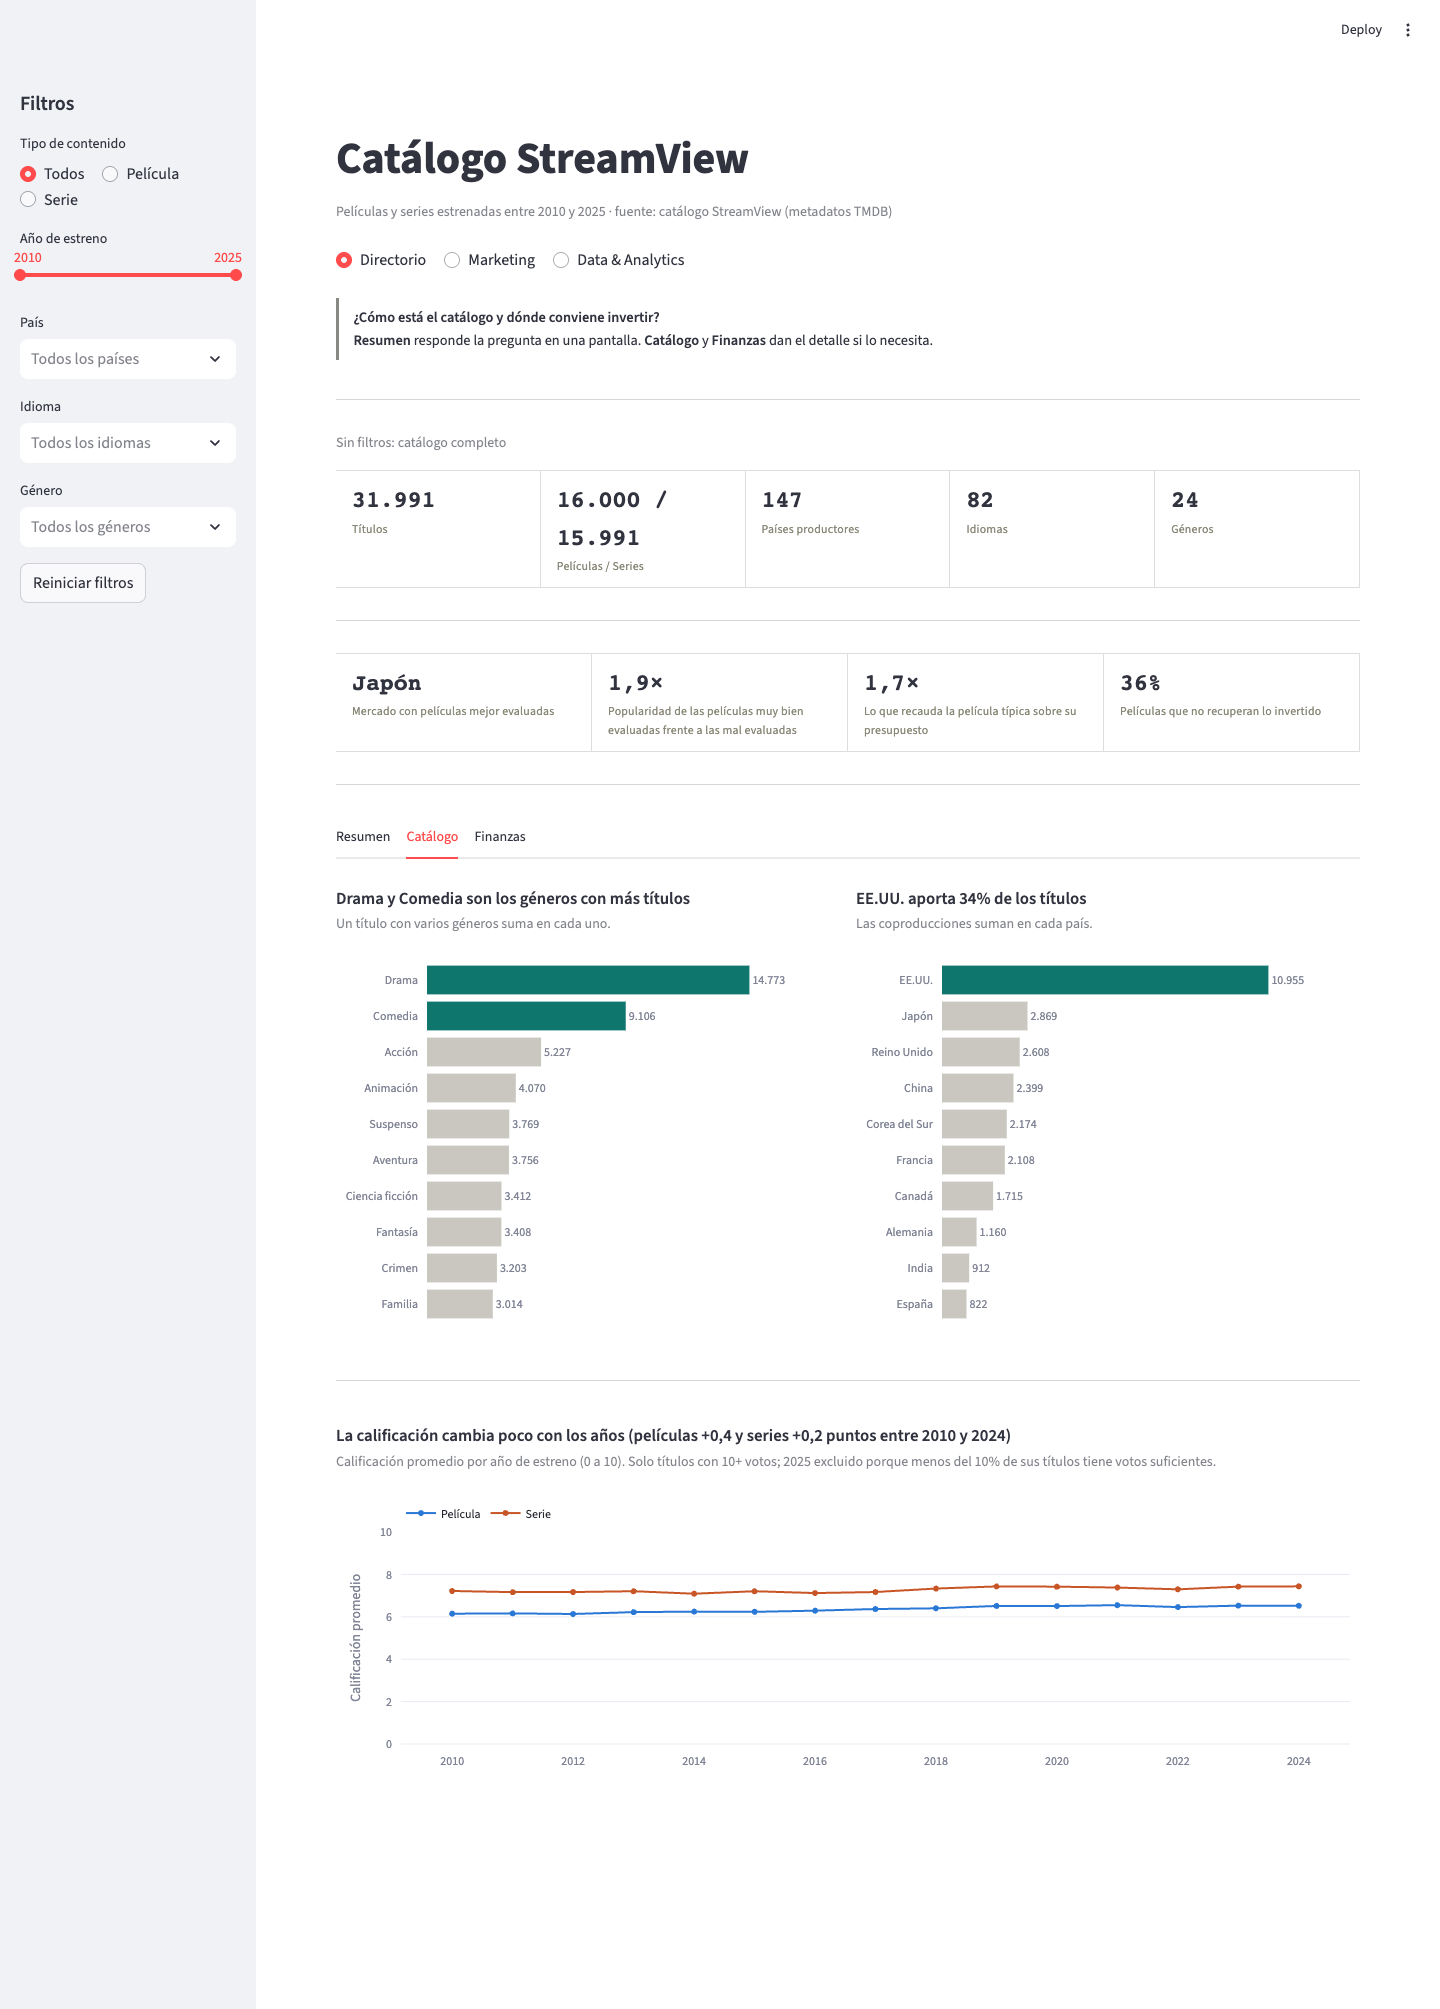 Deploy
Filtros
Tipo de contenido
Todos
Película
Serie
Año de estreno
2010
2025
País
Todos los países
Idioma
Todos los idiomas
Género
Todos los géneros
Reiniciar filtros
Catálogo StreamView
Películas y series estrenadas entre 2010 y 2025 · fuente: catálogo StreamView (metadatos TMDB)
Directorio
Marketing
Data & Analytics
¿Cómo está el catálogo y dónde conviene invertir?
Resumen responde la pregunta en una pantalla. Catálogo y Finanzas dan el detalle si lo necesita.
Sin filtros: catálogo completo
31.991
Títulos
16.000 /
15.991
Películas / Series
147
Países productores
82
Idiomas
24
Géneros
Japón
Mercado con películas mejor evaluadas
1,9×
Popularidad de las películas muy bien
evaluadas frente a las mal evaluadas
1,7×
Lo que recauda la película típica sobre su
presupuesto
36%
Películas que no recuperan lo invertido
Resumen
Catálogo
Finanzas
Drama y Comedia son los géneros con más títulos
Un título con varios géneros suma en cada uno.
Drama
14.773
Comedia
9.106
Acción
5.227
Animación
4.070
Suspenso
3.769
Aventura
3.756
Ciencia ficción
3.412
Fantasía
3.408
Crimen
3.203
Familia
3.014
EE.UU. aporta 34% de los títulos
Las coproducciones suman en cada país.
EE.UU.
10.955
Japón
2.869
Reino Unido
2.608
China
2.399
Corea del Sur
2.174
Francia
2.108
Canadá
1.715
Alemania
1.160
India
912
España
822
La calificación cambia poco con los años (películas +0,4 y series +0,2 puntos entre 2010 y 2024)
Calificación promedio por año de estreno (0 a 10). Solo títulos con 10+ votos; 2025 excluido porque menos del 10% de sus títulos tiene votos suficientes.
Película
Serie
Calificación promedio
10
8
6
4
2
0
2010
2012
2014
2016
2018
2020
2022
2024